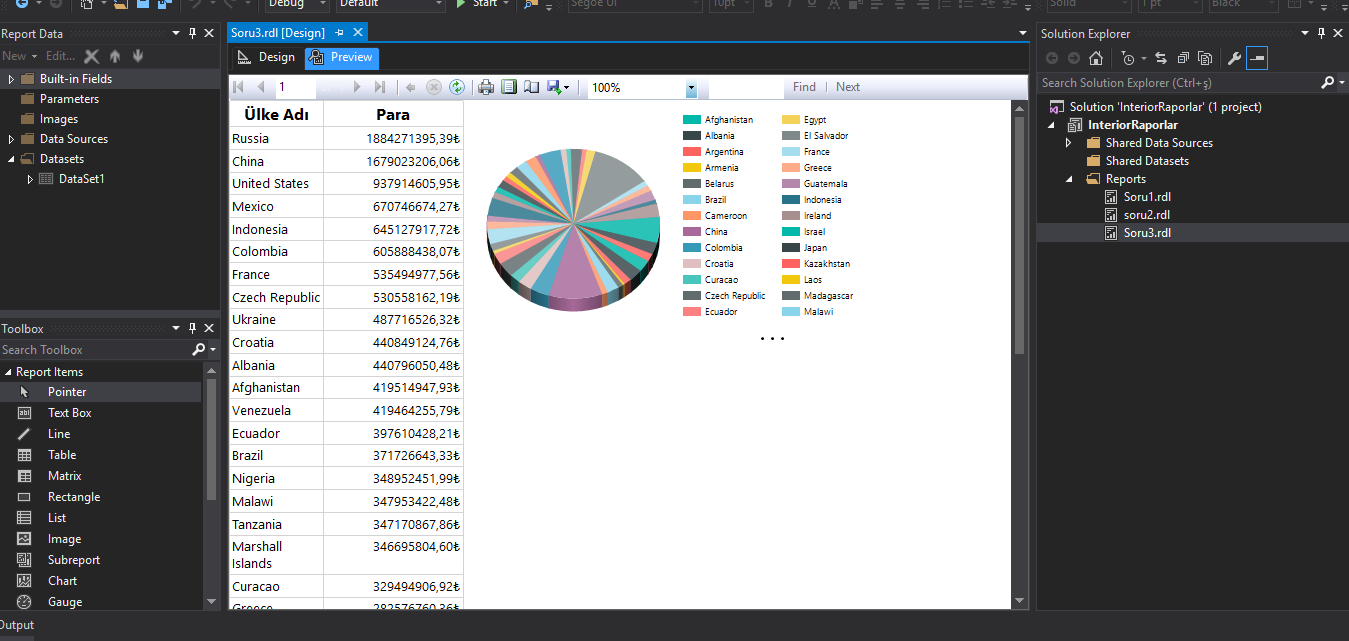 Debug
Default
Start
Segoe UI
10pt
B I U A
Solid
1 pt
Black
Report Data
New Edit...
Built-in Fields
Parameters
Images
Data Sources
Datasets
DataSet1
Toolbox
Search Toolbox
Report Items
Pointer
Text Box
Line
Table
Matrix
Rectangle
List
Image
Subreport
Chart
Gauge
Output
Soru3.rdl [Design]
Design Preview
1
100%
Find Next
Ülke Adı Para
Russia 1884271395,39₺
China 1679023206,06₺
United States 937914605,95₺
Mexico 670746674,27₺
Indonesia 645127917,72₺
Colombia 605888438,07₺
France 535494977,56₺
Czech Republic 530558162,19₺
Ukraine 487716526,32₺
Croatia 440849124,76₺
Albania 440796050,48₺
Afghanistan 419514947,93₺
Venezuela 419464255,79₺
Ecuador 397610428,21₺
Brazil 371726643,33₺
Nigeria 348952451,99₺
Malawi 347953422,48₺
Tanzania 347170867,86₺
Marshall 346695804,60₺
Islands
Curacao 329494906,92₺
Greece 282576760,36₺
Afghanistan Egypt
Albania El Salvador
Argentina France
Armenia Greece
Belarus Guatemala
Brazil Indonesia
Cameroon Ireland
China Israel
Colombia Japan
Croatia Kazakhstan
Curacao Laos
Czech Republic Madagascar
Ecuador Malawi
...
Solution Explorer
Search Solution Explorer (Ctrl+ş)
Solution 'InteriorRaporlar' (1 project)
InteriorRaporlar
Shared Data Sources
Shared Datasets
Reports
Soru1.rdl
soru2.rdl
Soru3.rdl